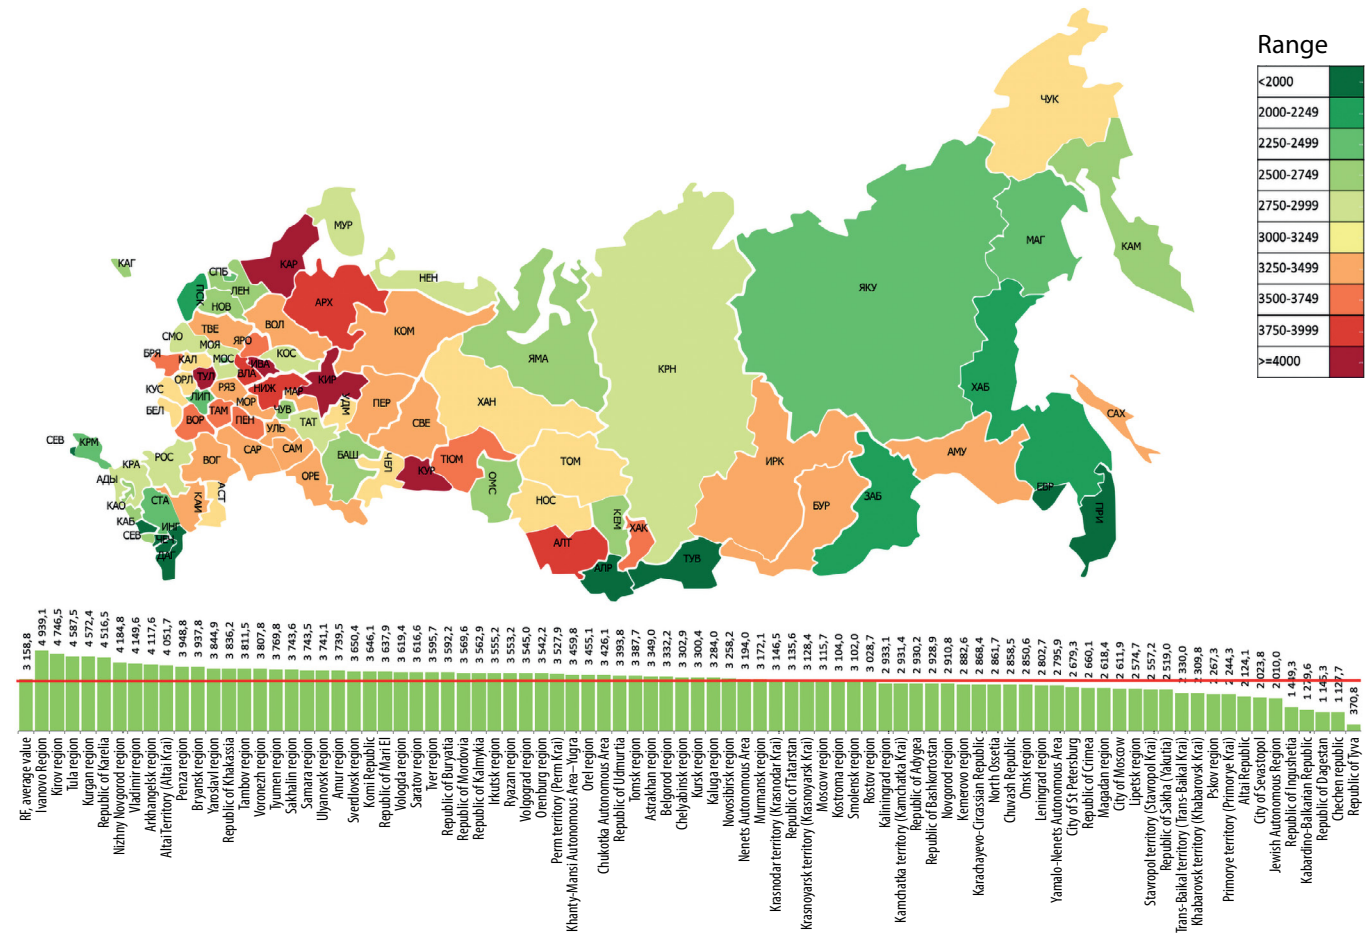 Range
<2000
2000-2249
2250-2499
2500-2749
2750-2999
3000-3249
3250-3499
3500-3749
3750-3999
>=4000
ЧУК
МУР
КАМ
МАГ
КАГ
СПБ
КАР
НЕН
ЯКУ
ПСК
ЛЕН
НОВ
АРХ
СМО
ТВЕ
ВОЛ
КОМ
МОЯ
ЯРО
БРЯ
КАЛ
МОС
ИВА
КОС
ЯМА
КРН
ОРЛ
ТУЛ
ВЛА
КУС
РЯЗ
НИЖ
МАР
КИР
ХАБ
ЛИП
МОР
УДМ
ПЕР
ХАН
БЕЛ
ТАМ
ЧУВ
ВОР
ПЕН
УЛЬ
ТАТ
СВЕ
САХ
СЕВ
КРМ
РОС
ВОГ
САР
САМ
БАШ
ЧЕЛ
КУР
ТЮМ
ТОМ
ИРК
АМУ
КРА
АДЫ
ОРЕ
ОМС
НОС
ЗАБ
ЕВР
КАО
СТА
КАЛ
АСТ
КЕМ
ХАК
БУР
ПРИ
КАБ
ИНГ
СЕВ
ЧЕЧ
ДАГ
АЛТ
АЛР
ТУВ
3 158,8
4 939,1
4 746,5
4 587,5
4 572,4
4 516,5
4 184,8
4 149,6
4 117,6
4 051,7
3 948,8
3 937,8
3 844,9
3 836,2
3 811,5
3 807,8
3 769,8
3 743,6
3 743,5
3 741,1
3 739,5
3 650,4
3 646,1
3 637,9
3 619,4
3 616,6
3 595,7
3 592,2
3 569,6
3 562,9
3 555,2
3 553,2
3 545,0
3 542,2
3 527,9
3 459,8
3 455,1
3 426,1
3 393,8
3 387,7
3 349,0
3 332,2
3 302,9
3 300,4
3 284,0
3 258,2
3 194,0
3 172,1
3 146,5
3 135,6
3 128,4
3 115,7
3 104,0
3 102,0
3 028,7
2 933,1
2 931,4
2 930,2
2 928,9
2 910,8
2 882,6
2 868,4
2 861,7
2 858,5
2 850,6
2 802,7
2 795,9
2 679,3
2 660,1
2 618,4
2 611,9
2 574,7
2 557,2
2 519,0
2 330,0
2 309,8
2 267,3
2 244,3
2 124,1
2 023,8
2 010,0
1 449,3
1 279,6
1 145,3
1 127,7
370,8
RF, average value
Ivanovo Region
Kirov region
Tula region
Kurgan region
Republic of Karelia
Nizhny Novgorod region
Vladimir region
Arkhangelsk region
Altai Territory (Altai Krai)
Penza region
Bryansk region
Yaroslavl region
Republic of Khakassia
Tambov region
Voronezh region
Tyumen region
Sakhalin region
Samara region
Ulyanovsk region
Amur region
Sverdlovsk region
Komi Republic
Republic of Mari El
Vologda region
Saratov region
Tver region
Republic of Buryatia
Republic of Mordovia
Republic of Kalmykia
Irkutsk region
Ryazan region
Volgograd region
Orenburg region
Perm territory (Perm Krai)
Khanty–Mansi Autonomous Area–Yugra
Orel region
Chukotka Autonomous Area
Republic of Udmurtia
Tomsk region
Astrakhan region
Belgorod region
Chelyabinsk region
Kursk region
Kaluga region
Novosibirsk region
Nenets Autonomous Area
Murmansk region
Krasnodar territory (Krasnodar Krai)
Republic of Tatarstan
Krasnoyarsk territory (Krasnoyarsk Krai)
Moscow region
Kostroma region
Smolensk region
Rostov region
Kaliningrad region
Kamchatka territory (Kamchatka Krai)
Republic of Adygea
Republic of Bashkortostan
Novgorod region
Kemerovo region
Karachayevo-Circassian Republic
North Ossetia
Chuvash Republic
Omsk region
Leningrad region
Yamalo-Nenets Autonomous Area
City of St Petersburg
Republic of Crimea
Magadan region
City of Moscow
Lipetsk region
Stavropol territory (Stavropol Krai)
Republic of Sakha (Yakutia)
Trans-Baikal territory (Trans-Baikal Krai)
Khabarovsk territory (Khabarovsk Krai)
Pskov region
Primorye territory (Primorye Krai)
Altai Republic
City of Sevastopol
Jewish Autonomous Region
Republic of Ingushetia
Kabardino-Balkarian Republic
Republic of Dagestan
Chechen republic
Republic of Tyva